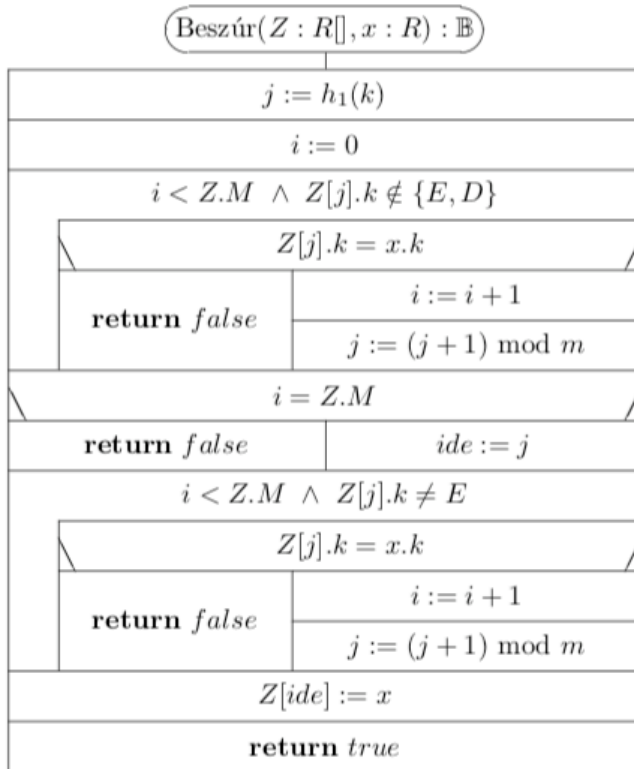 Beszúr(Z : R[], x : R) : 𝔹
j := h₁(k)
i := 0
i < Z.M ∧ Z[j].k ∉ {E, D}
Z[j].k = x.k
return false
i := i + 1
j := (j + 1) mod m
i = Z.M
return false
ide := j
i < Z.M ∧ Z[j].k ≠ E
Z[j].k = x.k
return false
i := i + 1
j := (j + 1) mod m
Z[ide] := x
return true